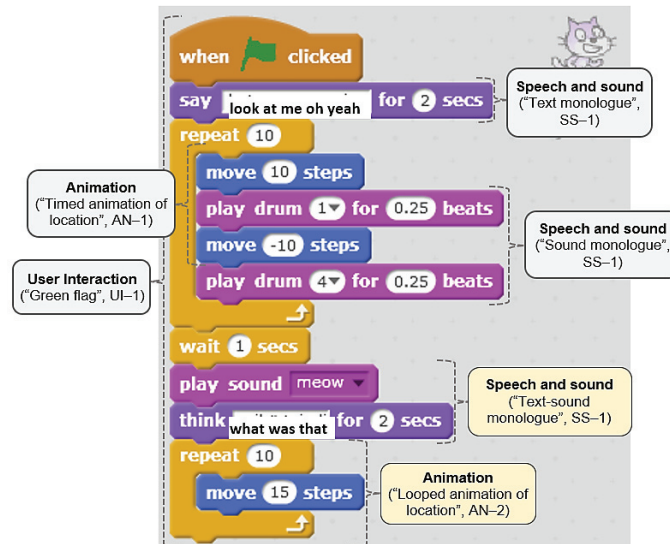 when clicked
say look at me oh yeah for 2 secs
repeat 10
move 10 steps
play drum 1 for 0.25 beats
move -10 steps
play drum 4 for 0.25 beats
wait 1 secs
play sound meow
think what was that for 2 secs
repeat 10
move 15 steps
Speech and sound
(“Text monologue”,
SS–1)
Animation
(“Timed animation of
location”, AN–1)
Speech and sound
(“Sound monologue”,
SS–1)
User Interaction
(“Green flag”, UI–1)
Speech and sound
(“Text-sound
monologue”, SS–1)
Animation
(“Looped animation of
location”, AN–2)